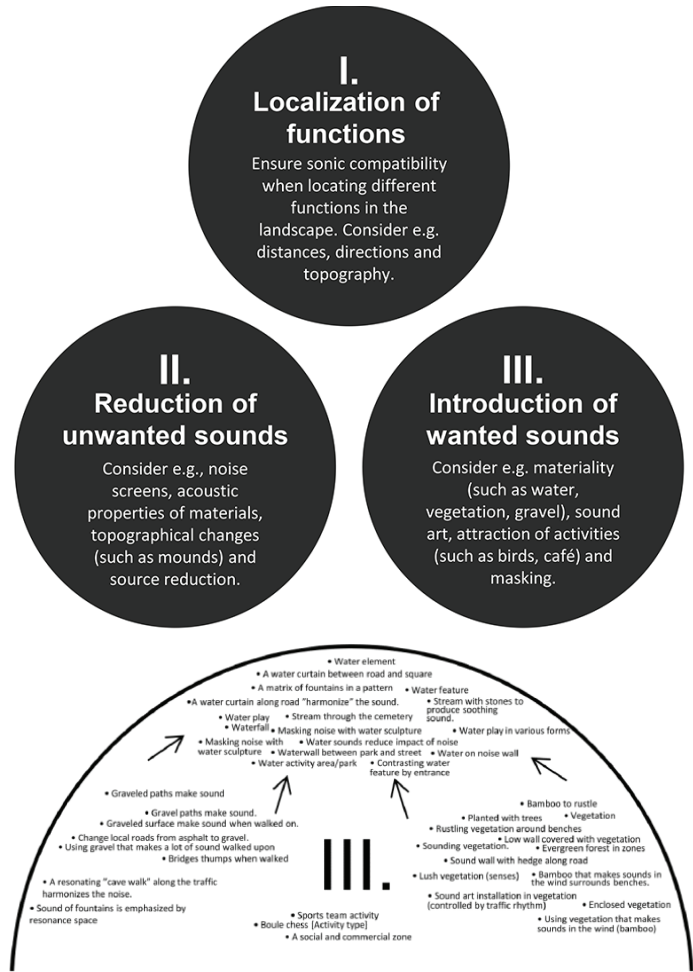 I.
Localization of
functions
Ensure sonic compatibility
when locating different
functions in the
landscape. Consider e.g.
distances, directions and
topography.
II.
Reduction of
unwanted sounds
Consider e.g., noise
screens, acoustic
properties of materials,
topographical changes
(such as mounds) and
source reduction.
III.
Introduction of
wanted sounds
Consider e.g. materiality
(such as water,
vegetation, gravel), sound
art, attraction of activities
(such as birds, café) and
masking.
• Water element
• A water curtain between road and square
• A matrix of fountains in a pattern
• Water feature
• A water curtain along road "harmonize" the sound.
• Stream with stones to
produce soothing
sound.
• Water play
• Stream through the cemetery
• Waterfall
• Masking noise with water sculpture
• Water play in various forms
• Masking noise with
water sculpture
• Water sounds reduce impact of noise
• Waterwall between park and street
• Water on noise wall
• Water activity area/park
• Contrasting water
feature by entrance
• Graveled paths make sound
• Gravel paths make sound.
• Graveled surface make sound when walked on.
• Change local roads from asphalt to gravel.
• Using gravel that makes a lot of sound walked upon
• Bridges thumps when walked
• A resonating "cave walk" along the traffic
harmonizes the noise.
• Sound of fountains is emphasized by
resonance space
III.
• Bamboo to rustle
• Vegetation
• Planted with trees
• Rustling vegetation around benches
• Low wall covered with vegetation
• Sounding vegetation.
• Evergreen forest in zones
• Sound wall with hedge along road
• Lush vegetation (senses)
• Bamboo that makes sounds in
the wind surrounds benches.
• Sound art installation in vegetation
(controlled by traffic rhythm)
• Enclosed vegetation
• Using vegetation that makes
sounds in the wind (bamboo)
• Sports team activity
• Boule chess [Activity type]
• A social and commercial zone